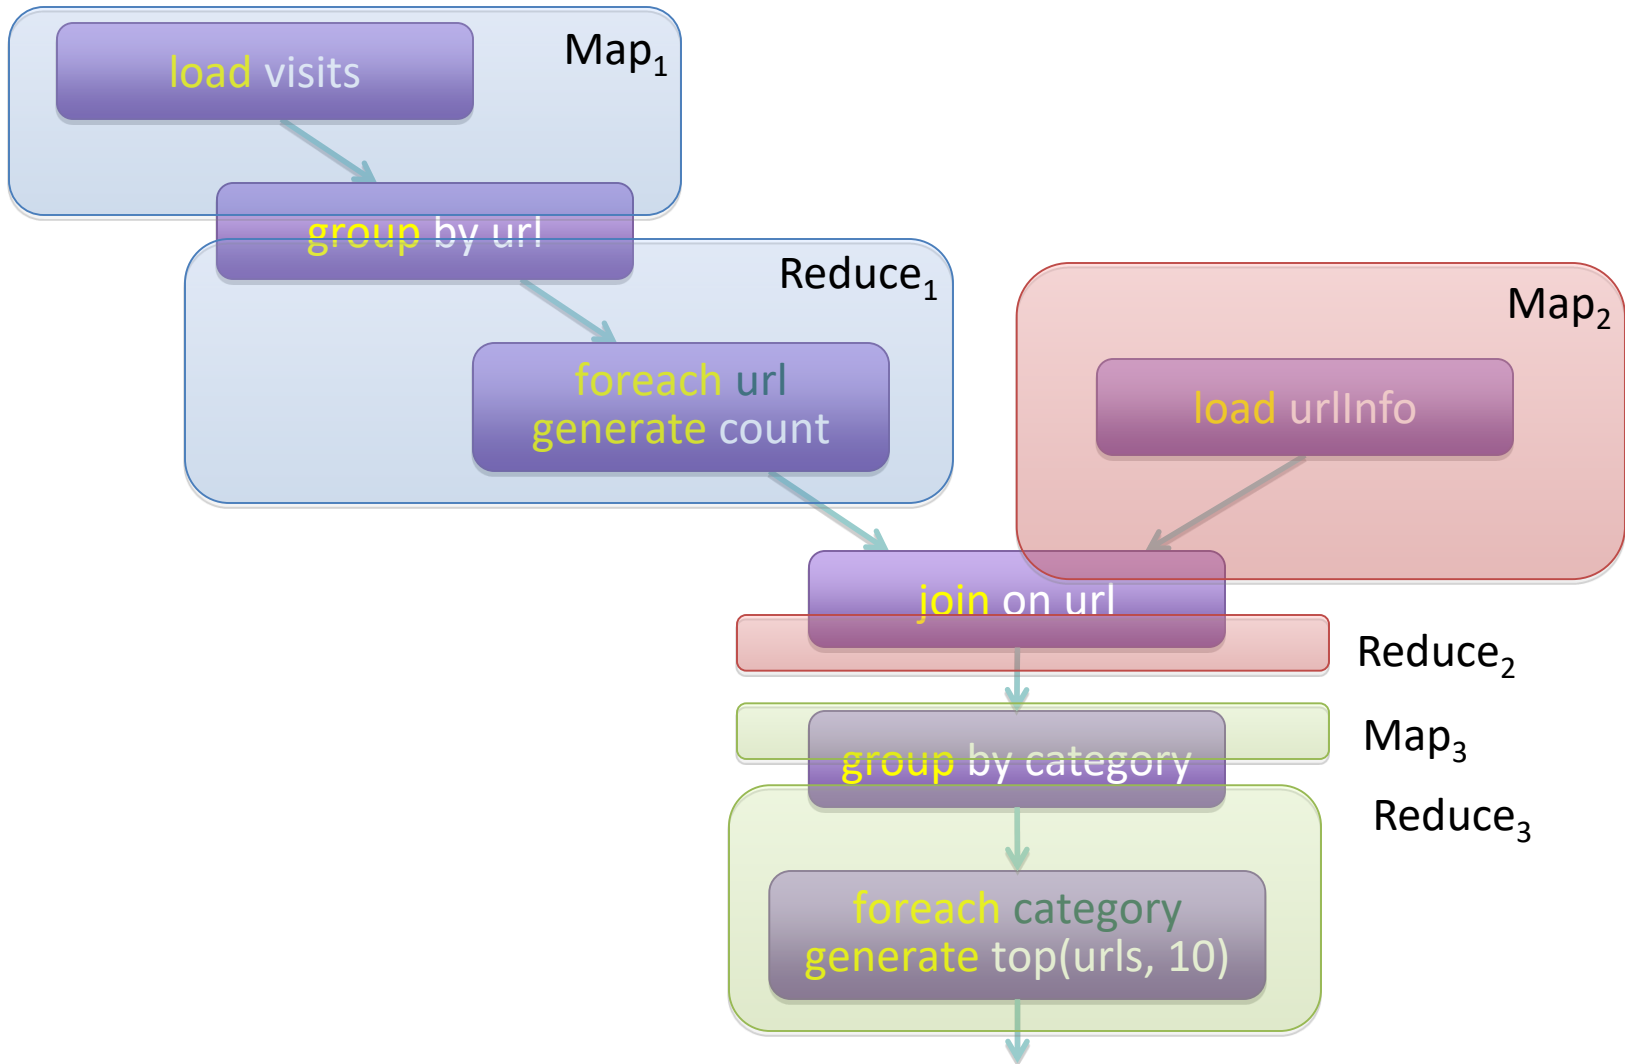 load visits
Map₁
group by url
Reduce₁
foreach url
generate count
Map₂
load urlInfo
join on url
Reduce₂
Map₃
group by category
Reduce₃
foreach category
generate top(urls, 10)